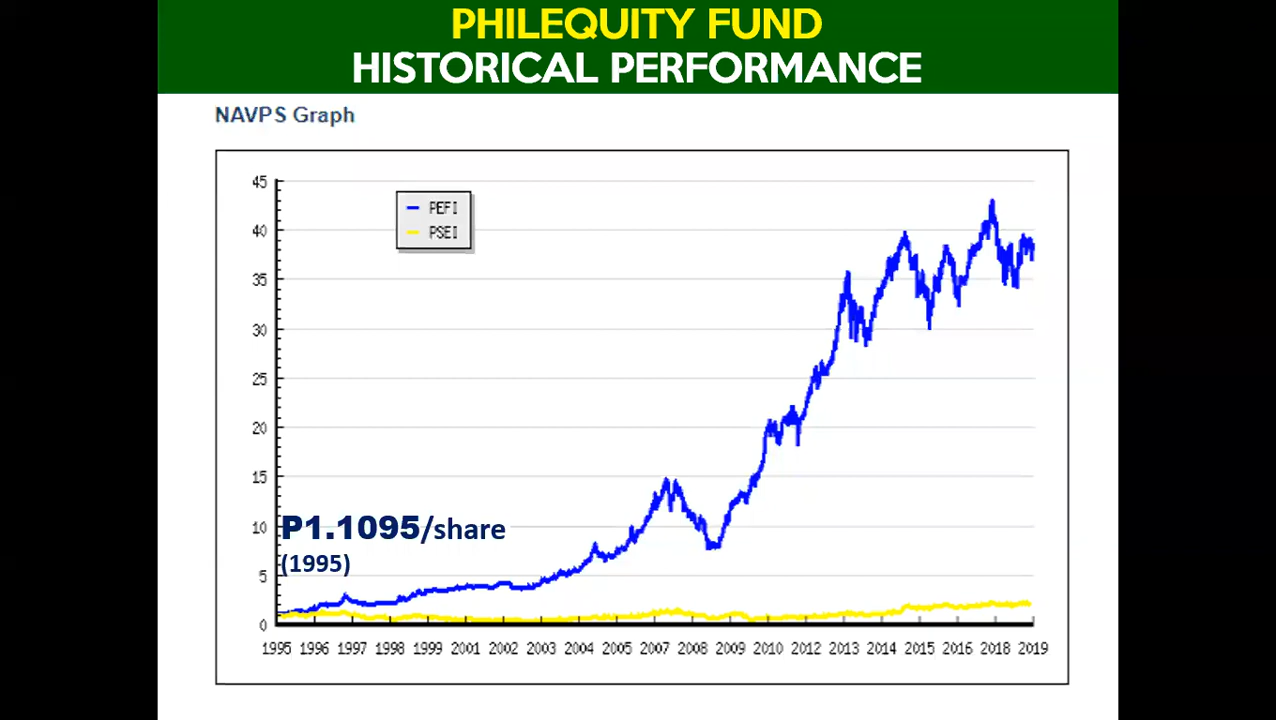 PHILEQUITY FUND
HISTORICAL PERFORMANCE
NAVPS Graph
45
PEFI
PSEI
40
35
30
25
20
15
10
P1.1095/share
(1995)
5
0
1995 1996 1997 1998 1999 2001 2002 2003 2004 2005 2007 2008 2009 2010 2012 2013 2014 2015 2016 2018 2019